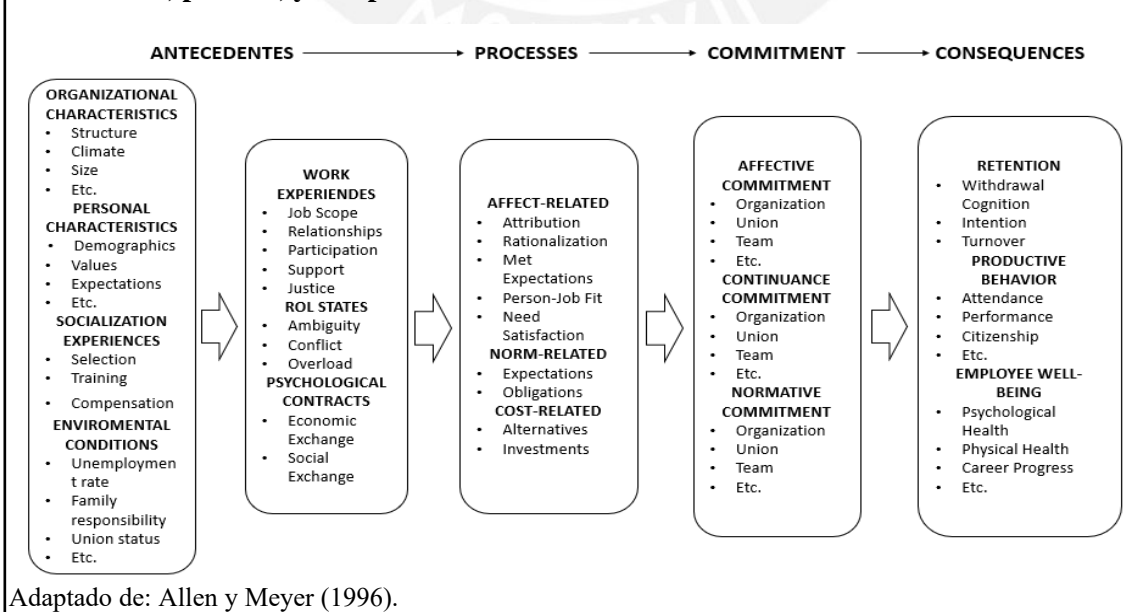 ANTECEDENTES
PROCESSES
COMMITMENT
CONSEQUENCES
ORGANIZATIONAL
CHARACTERISTICS
• Structure
• Climate
• Size
• Etc.
PERSONAL
CHARACTERISTICS
• Demographics
• Values
• Expectations
• Etc.
SOCIALIZATION
EXPERIENCES
• Selection
• Training
• Compensation
ENVIROMENTAL
CONDITIONS
• Unemploymen
t rate
• Family
responsibility
• Union status
• Etc.
WORK
EXPERIENDES
• Job Scope
• Relationships
• Participation
• Support
• Justice
ROL STATES
• Ambiguity
• Conflict
• Overload
PSYCHOLOGICAL
CONTRACTS
• Economic
Exchange
• Social
Exchange
AFFECT-RELATED
• Attribution
• Rationalization
• Met
Expectations
• Person-Job Fit
• Need
Satisfaction
NORM-RELATED
• Expectations
• Obligations
COST-RELATED
• Alternatives
• Investments
AFFECTIVE
COMMITMENT
• Organization
• Union
• Team
• Etc.
CONTINUANCE
COMMITMENT
• Organization
• Union
• Team
• Etc.
NORMATIVE
COMMITMENT
• Organization
• Union
• Team
• Etc.
RETENTION
• Withdrawal
Cognition
• Intention
• Turnover
PRODUCTIVE
BEHAVIOR
• Attendance
• Performance
• Citizenship
• Etc.
EMPLOYEE WELL-
BEING
• Psychological
Health
• Physical Health
• Career Progress
• Etc.
Adaptado de: Allen y Meyer (1996).